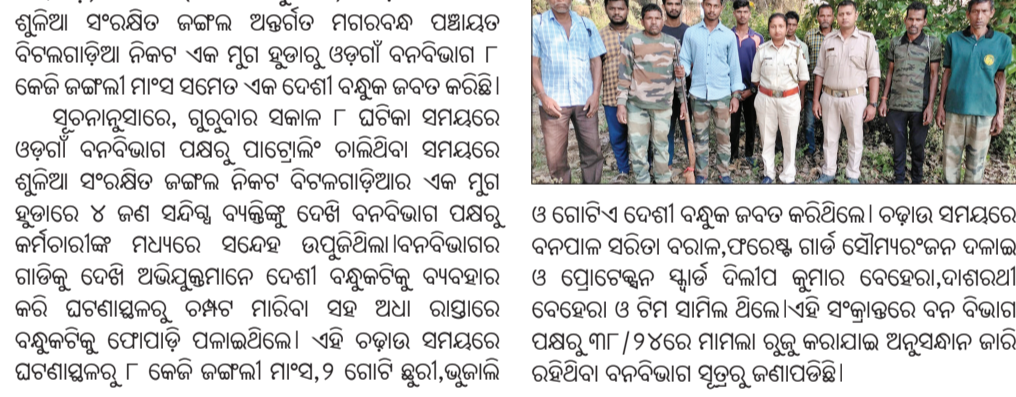 ଶୁଳିଆ ସଂରକ୍ଷିତ ଜଙ୍ଗଲ ଅନ୍ତର୍ଗତ ମଗରବନ୍ଧ ପଞ୍ଚାୟତ
ବିଟଲଗାଡ଼ିଆ ନିକଟ ଏକ ମୁଗ ହୁଡାରୁ ଓଡ଼ଗାଁ ବନବିଭାଗ ୮
କେଜି ଜଙ୍ଗଲୀ ମାଂସ ସମେତ ଏକ ଦେଶୀ ବନ୍ଧୁକ ଜବତ କରିଛି।
ସୂଚନାନୁସାରେ, ଗୁରୁବାର ସକାଳ ୮ ଘଟିକା ସମୟରେ
ଓଡ଼ଗାଁ ବନବିଭାଗ ପକ୍ଷରୁ ପାଟ୍ରୋଲିଂ ଚାଲିଥିବା ସମୟରେ
ଶୁଳିଆ ସଂରକ୍ଷିତ ଜଙ୍ଗଲ ନିକଟ ବିଟଳଗାଡ଼ିଆର ଏକ ମୁଗ
ହୁଡାରେ ୪ ଜଣ ସନ୍ଦିଗ୍ଧ ବ୍ୟକ୍ତିଙ୍କୁ ଦେଖି ବନବିଭାଗ ପକ୍ଷରୁ
କର୍ମଚାରୀଙ୍କ ମଧ୍ୟରେ ସନ୍ଦେହ ଉପୁଜିଥିଲା।ବନବିଭାଗର
ଗାଡିକୁ ଦେଖି ଅଭିଯୁକ୍ତମାନେ ଦେଶୀ ବନ୍ଧୁକଟିକୁ ବ୍ୟବହାର
କରି ଘଟଣାସ୍ଥଳରୁ ଚମ୍ପଟ ମାରିବା ସହ ଅଧା ରାସ୍ତାରେ
ବନ୍ଧୁକଟିକୁ ଫୋପାଡ଼ି ପଳାଇଥିଲେ। ଏହି ଚଢ଼ାଉ ସମୟରେ
ଘଟଣାସ୍ଥଳରୁ ୮ କେଜି ଜଙ୍ଗଲୀ ମାଂସ,୨ ଗୋଟି ଛୁରୀ,ଭୁଜାଲି
ଓ ଗୋଟିଏ ଦେଶୀ ବନ୍ଧୁକ ଜବତ କରିଥିଲେ। ଚଢ଼ାଉ ସମୟରେ
ବନପାଳ ସରିତା ବରାଳ,ଫରେଷ୍ଟ ଗାର୍ଡ ସୌମ୍ୟରଂଜନ ଦଳାଇ
ଓ ପ୍ରୋଟେକ୍ସନ ସ୍କ୍ୱାର୍ଡ ଦିଲୀପ କୁମାର ବେହେରା,ଦାଶରଥୀ
ବେହେରା ଓ ଟିମ ସାମିଲ ଥିଲେ।ଏହି ସଂକ୍ରାନ୍ତରେ ବନ ବିଭାଗ
ପକ୍ଷରୁ ୩୮/୨୪ରେ ମାମଲା ରୁଜୁ କରାଯାଇ ଅନୁସନ୍ଧାନ ଜାରି
ରହିଥିବା ବନବିଭାଗ ସୂତ୍ରରୁ ଜଣାପଡିଛି।